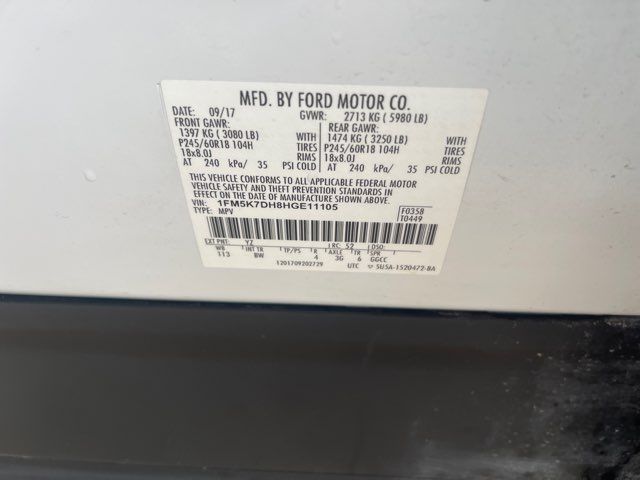 MFD. BY FORD MOTOR CO.
DATE: 09/17 GVWR: 2713 KG ( 5980 LB)
FRONT GAWR: REAR GAWR:
1397 KG ( 3080 LB) WITH 1474 KG ( 3250 LB) WITH
P245/60R18 104H TIRES P245/60R18 104H TIRES
18x8.0J RIMS 18x8.0J RIMS
AT 240 kPa/ 35 PSI COLD AT 240 kPa/ 35 PSI COLD
THIS VEHICLE CONFORMS TO ALL APPLICABLE FEDERAL MOTOR
VEHICLE SAFETY AND THEFT PREVENTION STANDARDS IN
EFFECT ON THE DATE OF MANUFACTURE SHOWN ABOVE.
VIN: 1FM5K7DH8HGE11105 F0358
TYPE: MPV T0449
EXT PNT: YZ RC: 52 DSO:
WB INT TR TP/PS R AXLE TR SPR
113 BW 4 3G 6 GGCC
1201709202729 UTC 5U5A-1520472-BA